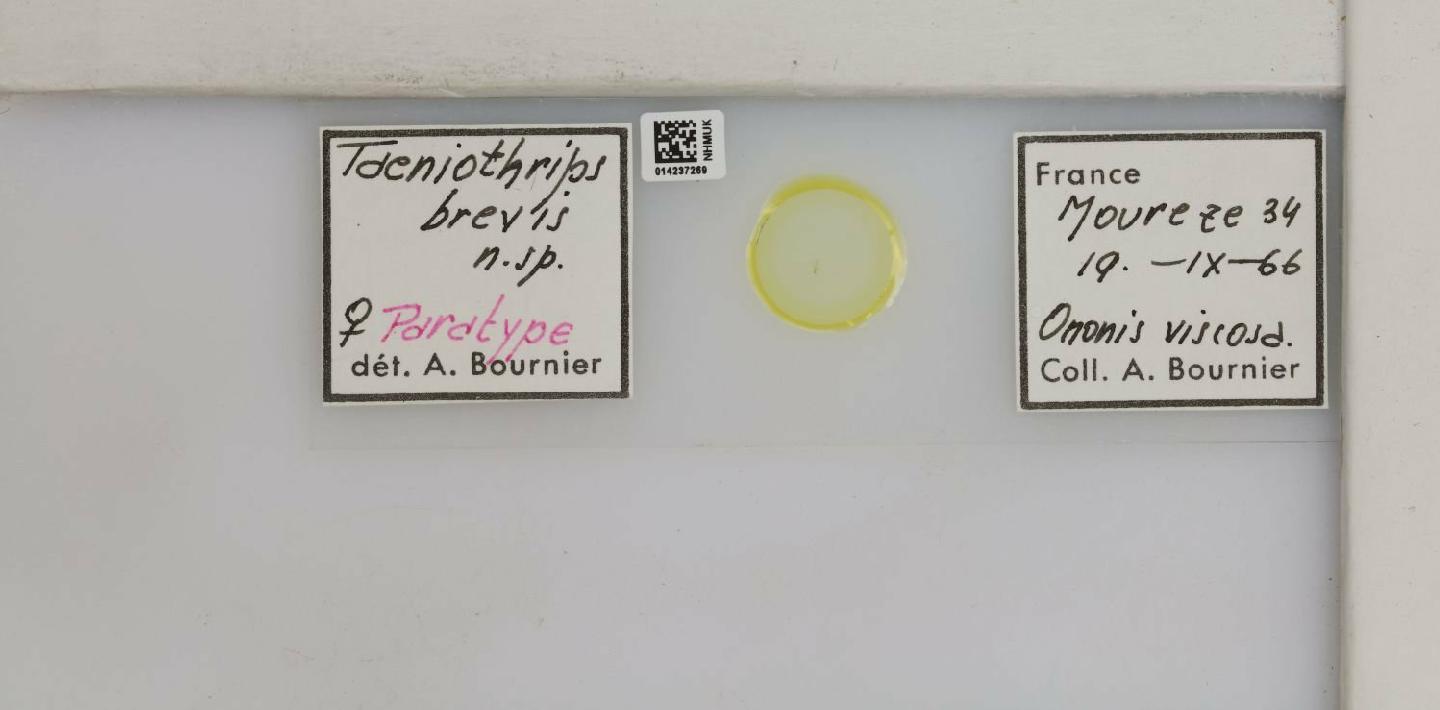 Taeniothrips
brevis
n.sp.
♀ Paratype
dét. A. Bournier
NHMUK
014237269
France
Moureze 34
19. -IX-66
Ononis viscosa.
Coll. A. Bournier